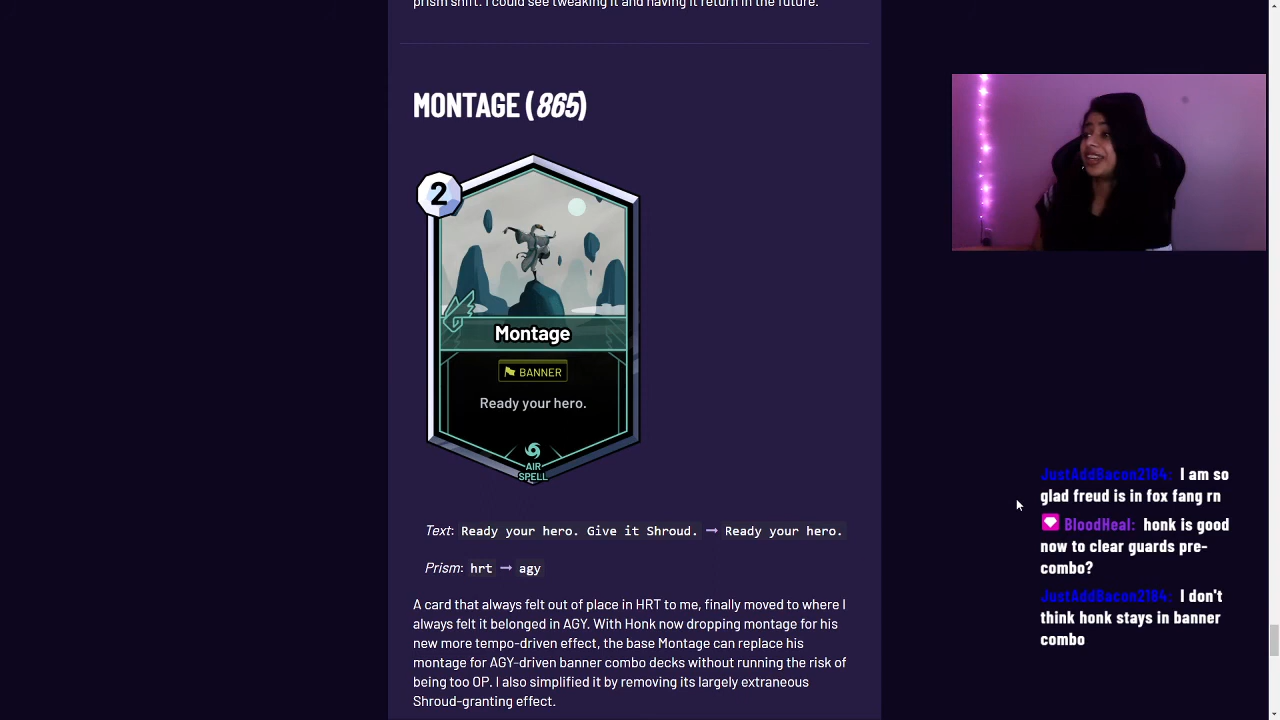 prism shift. I could see tweaking it and having it return in the future.
MONTAGE (865)
2
Montage
BANNER
Ready your hero.
AIR
SPELL
Text: Ready your hero. Give it Shroud. → Ready your hero.
Prism: hrt → agy
A card that always felt out of place in HRT to me, finally moved to where I
always felt it belonged in AGY. With Honk now dropping montage for his
new more tempo-driven effect, the base Montage can replace his
montage for AGY-driven banner combo decks without running the risk of
being too OP. I also simplified it by removing its largely extraneous
Shroud-granting effect.
JustAddBacon2184: I am so
glad freud is in fox fang rn
BloodHeal: honk is good
now to clear guards pre-
combo?
JustAddBacon2184: I don't
think honk stays in banner
combo